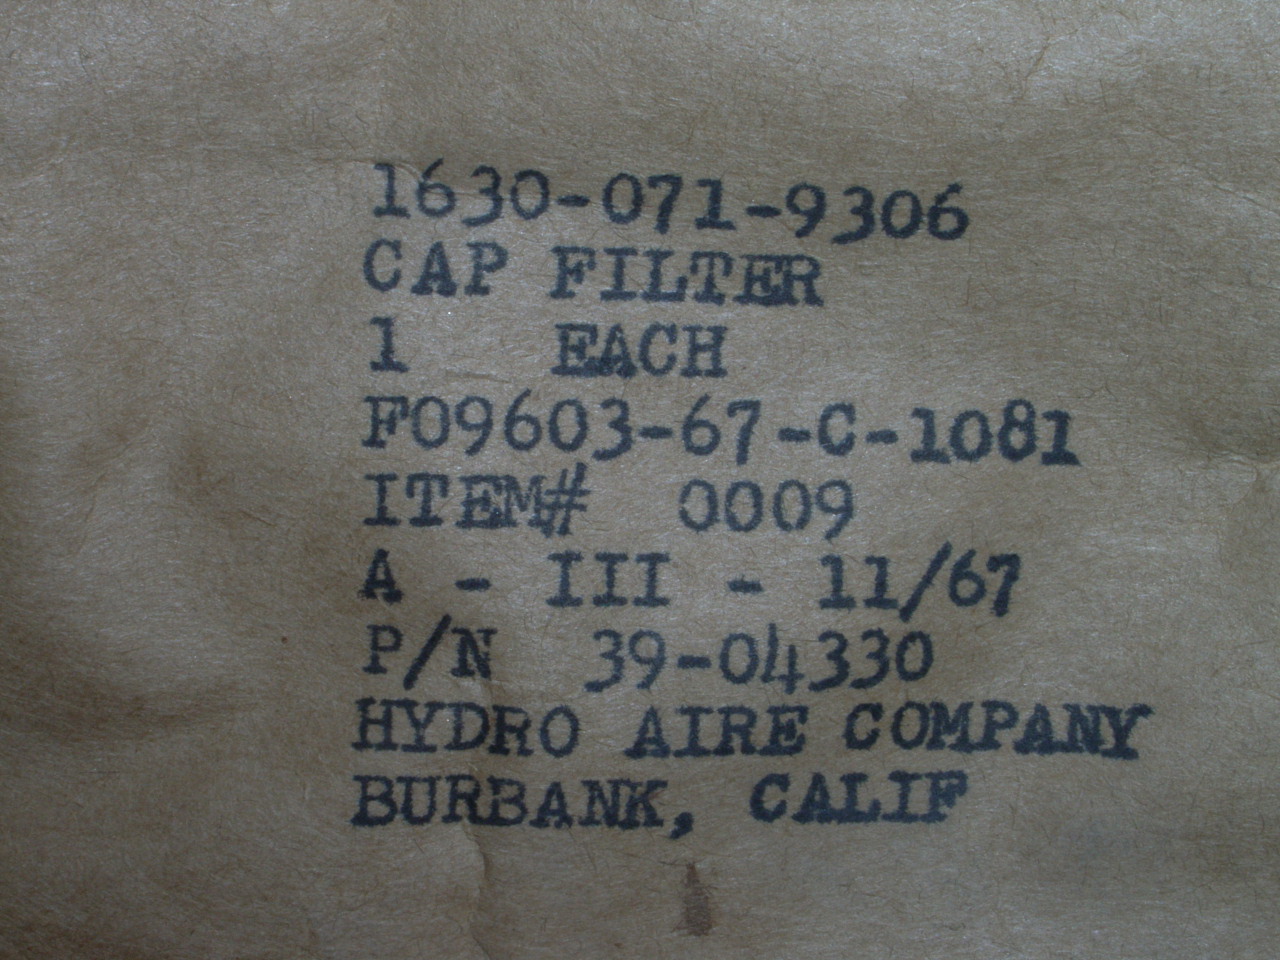 1630-071-9306
CAP FILTER
1 EACH
F09603-67-C-1081
ITEM# 0009
A - III - 11/67
P/N 39-04330
HYDRO AIRE COMPANY
BURBANK, CALIF